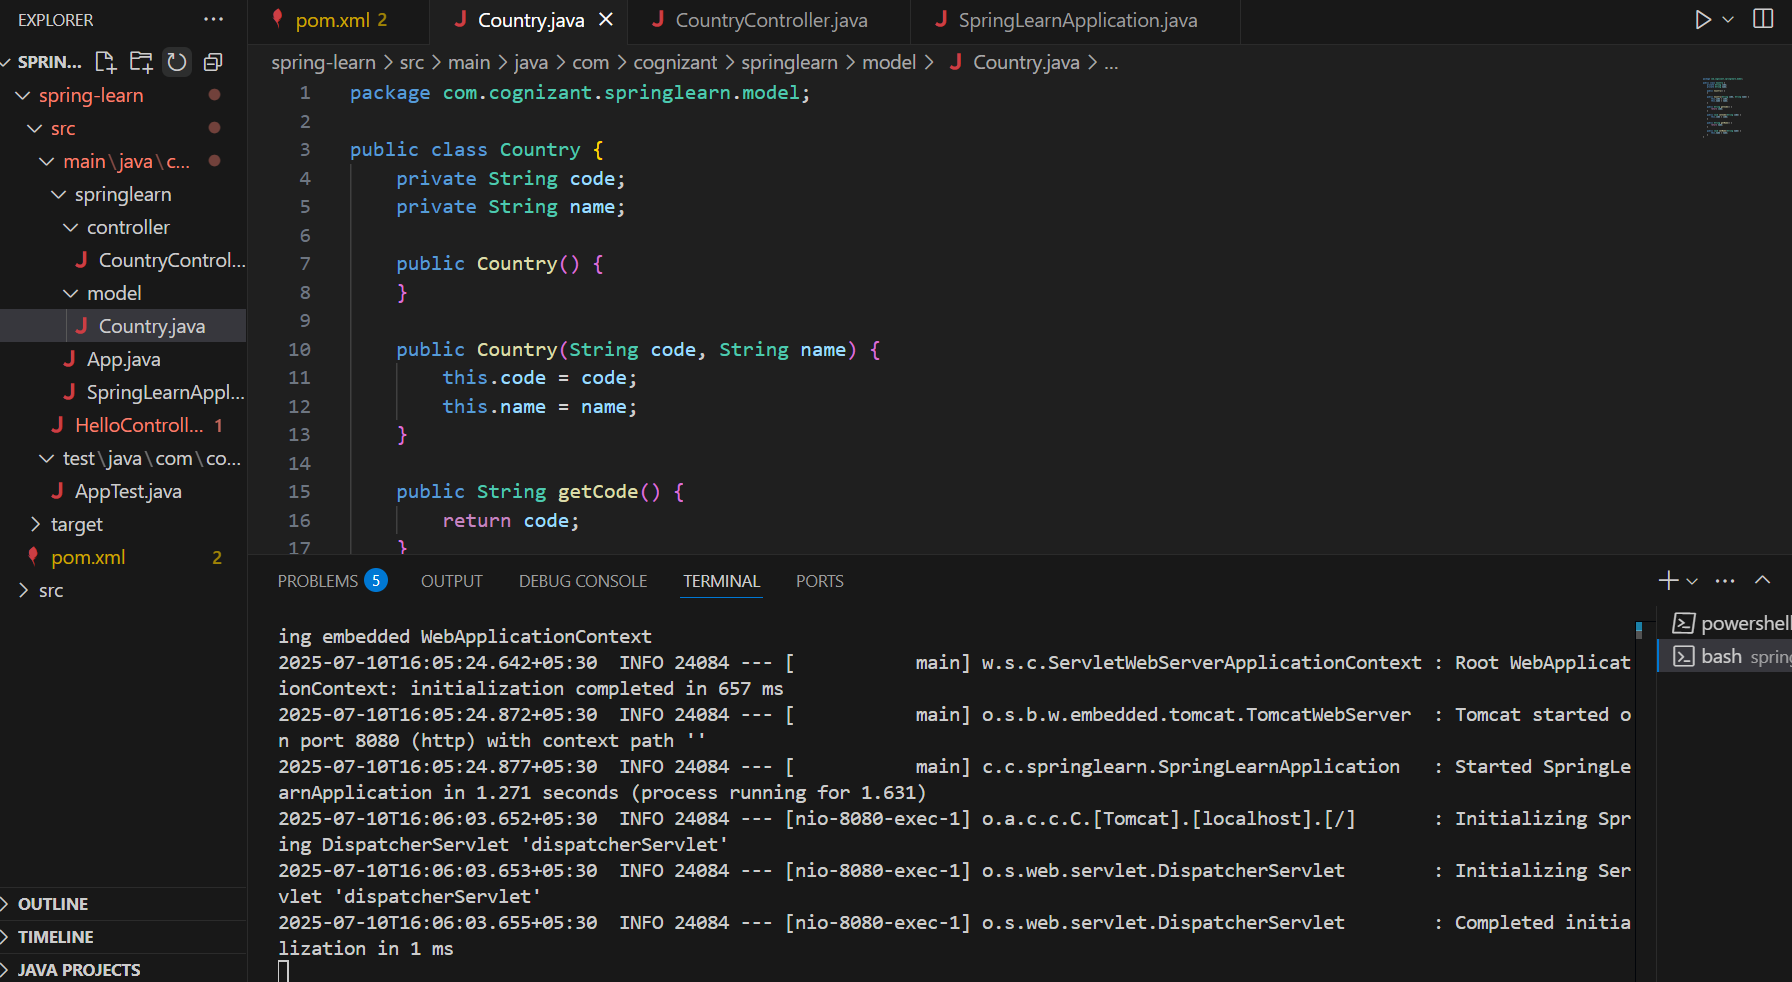 EXPLORER
...
SPRIN...
spring-learn
src
main\java\c...
springlearn
controller
J CountryControl...
model
J Country.java
J App.java
J SpringLearnAppl...
J HelloControll... 1
test\java\com\co...
J AppTest.java
target
pom.xml 2
src
OUTLINE
TIMELINE
JAVA PROJECTS
pom.xml 2
J Country.java
J CountryController.java
J SpringLearnApplication.java
spring-learn > src > main > java > com > cognizant > springlearn > model > J Country.java > ...
1 package com.cognizant.springlearn.model;
2
3 public class Country {
4 private String code;
5 private String name;
6
7 public Country() {
8 }
9
10 public Country(String code, String name) {
11 this.code = code;
12 this.name = name;
13 }
14
15 public String getCode() {
16 return code;
17 }
PROBLEMS 5 OUTPUT DEBUG CONSOLE TERMINAL PORTS
ing embedded WebApplicationContext
2025-07-10T16:05:24.642+05:30 INFO 24084 --- [ main] w.s.c.ServletWebServerApplicationContext : Root WebApplicat
ionContext: initialization completed in 657 ms
2025-07-10T16:05:24.872+05:30 INFO 24084 --- [ main] o.s.b.w.embedded.tomcat.TomcatWebServer : Tomcat started o
n port 8080 (http) with context path ''
2025-07-10T16:05:24.877+05:30 INFO 24084 --- [ main] c.c.springlearn.SpringLearnApplication : Started SpringLe
arnApplication in 1.271 seconds (process running for 1.631)
2025-07-10T16:06:03.652+05:30 INFO 24084 --- [nio-8080-exec-1] o.a.c.c.C.[Tomcat].[localhost].[/] : Initializing Spr
ing DispatcherServlet 'dispatcherServlet'
2025-07-10T16:06:03.653+05:30 INFO 24084 --- [nio-8080-exec-1] o.s.web.servlet.DispatcherServlet : Initializing Ser
vlet 'dispatcherServlet'
2025-07-10T16:06:03.655+05:30 INFO 24084 --- [nio-8080-exec-1] o.s.web.servlet.DispatcherServlet : Completed initia
lization in 1 ms
powershell
bash spring